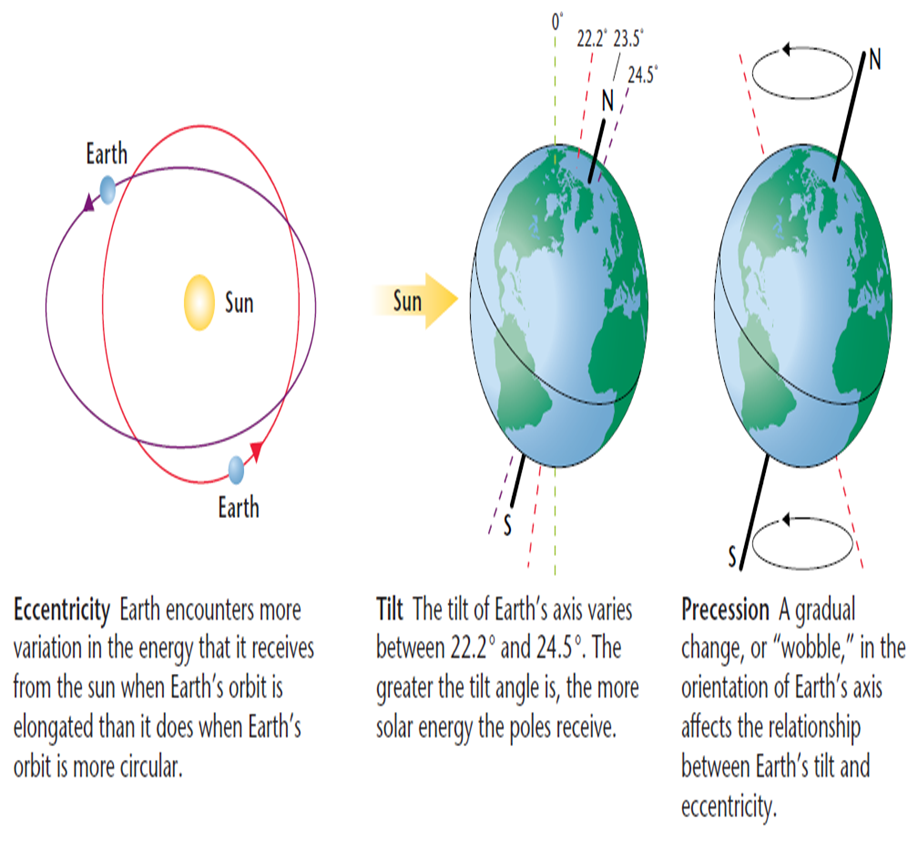 Earth
Sun
Earth
Sun
0°
22.2° 23.5°
24.5°
N
S
N
S
Eccentricity Earth encounters more
variation in the energy that it receives
from the sun when Earth's orbit is
elongated than it does when Earth's
orbit is more circular.
Tilt The tilt of Earth's axis varies
between 22.2° and 24.5°. The
greater the tilt angle is, the more
solar energy the poles receive.
Precession A gradual
change, or “wobble,” in the
orientation of Earth's axis
affects the relationship
between Earth's tilt and
eccentricity.